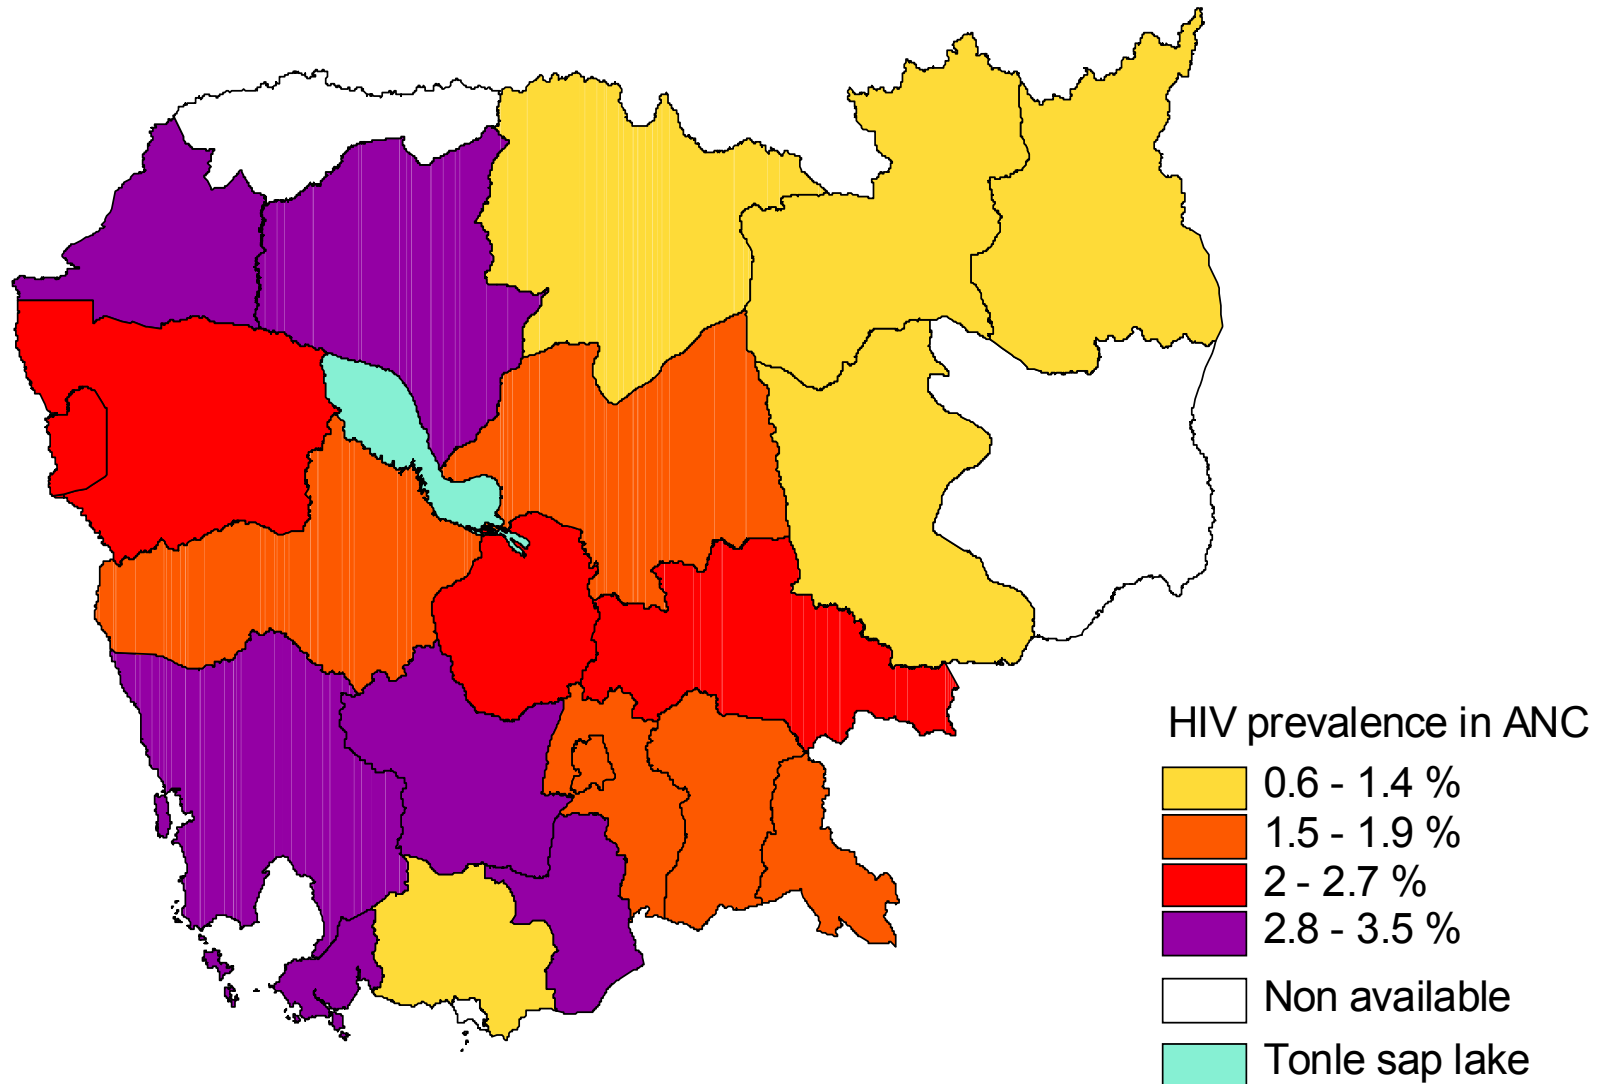 HIV prevalence in ANC
0.6 - 1.4 %
1.5 - 1.9 %
2 - 2.7 %
2.8 - 3.5 %
Non available
Tonle sap lake